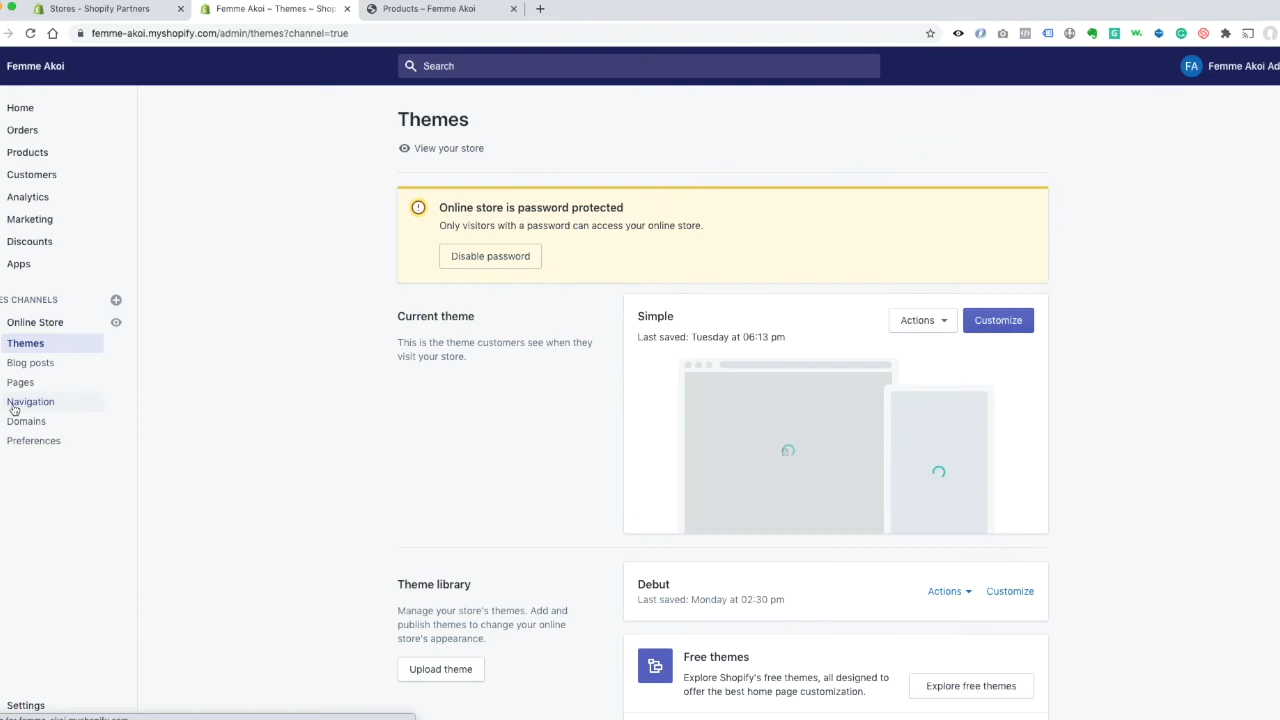 Stores - Shopify Partners
Femme Akoi ~ Themes ~ Shop
Products – Femme Akoi
femme-akoi.myshopify.com/admin/themes?channel=true
Femme Akoi
Search
FA
Femme Akoi Ad
Home
Orders
Products
Customers
Analytics
Marketing
Discounts
Apps
ES CHANNELS
Online Store
Themes
Blog posts
Pages
Navigation
Domains
Preferences
Settings
Themes
View your store
Online store is password protected
Only visitors with a password can access your online store.
Disable password
Current theme
This is the theme customers see when they
visit your store.
Simple
Last saved: Tuesday at 06:13 pm
Actions
Customize
Theme library
Manage your store's themes. Add and
publish themes to change your online
store's appearance.
Upload theme
Debut
Last saved: Monday at 02:30 pm
Actions
Customize
Free themes
Explore Shopify's free themes, all designed to
offer the best home page customization.
Explore free themes